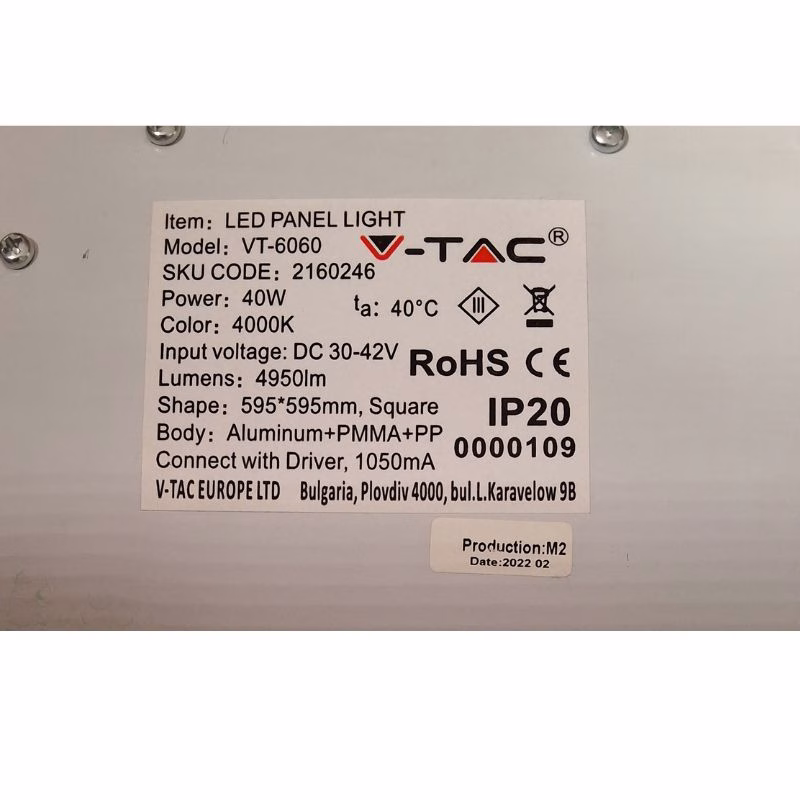 Item: LED PANEL LIGHT
Model: VT-6060
V-TAC®
SKU CODE: 2160246
Power: 40W
ta: 40°C
III
Color: 4000K
Input voltage: DC 30-42V
RoHS CE
Lumens: 4950lm
Shape: 595*595mm, Square
IP20
Body: Aluminum+PMMA+PP
0000109
Connect with Driver, 1050mA
V-TAC EUROPE LTD Bulgaria, Plovdiv 4000, bul.L.Karavelow 9B
Production:M2
Date:2022 02